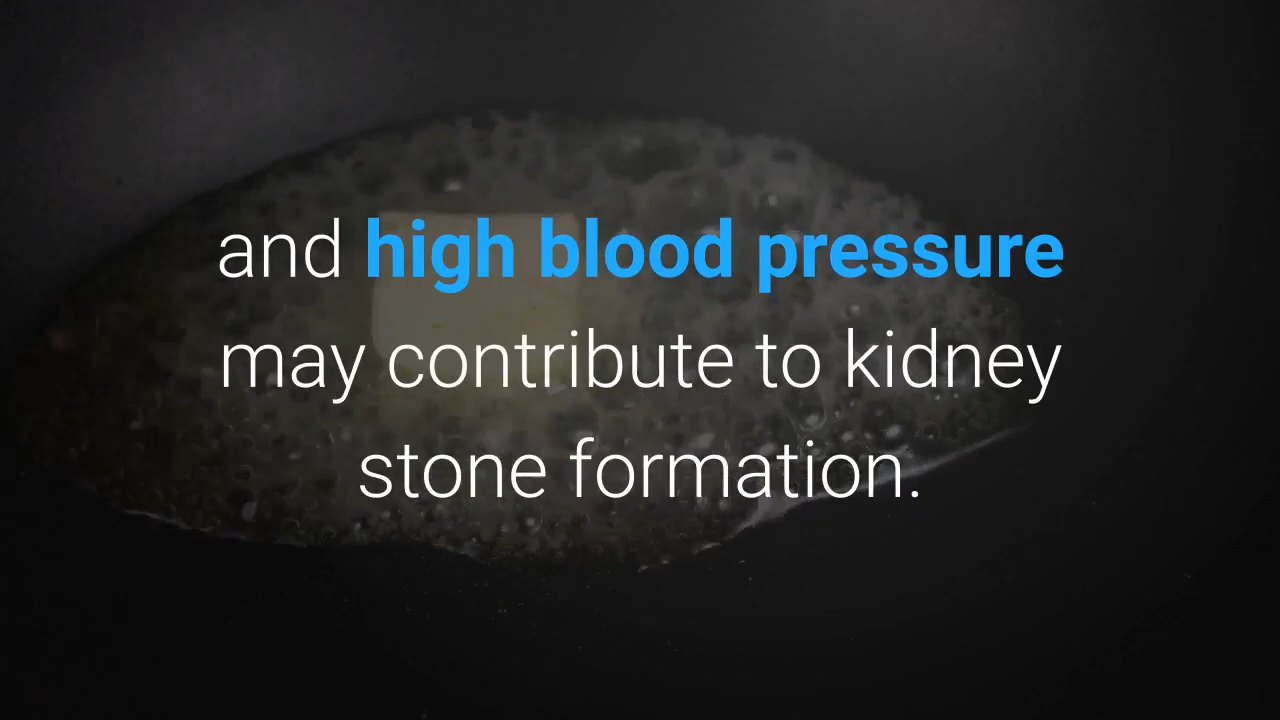 and high blood pressure
may contribute to kidney
stone formation.